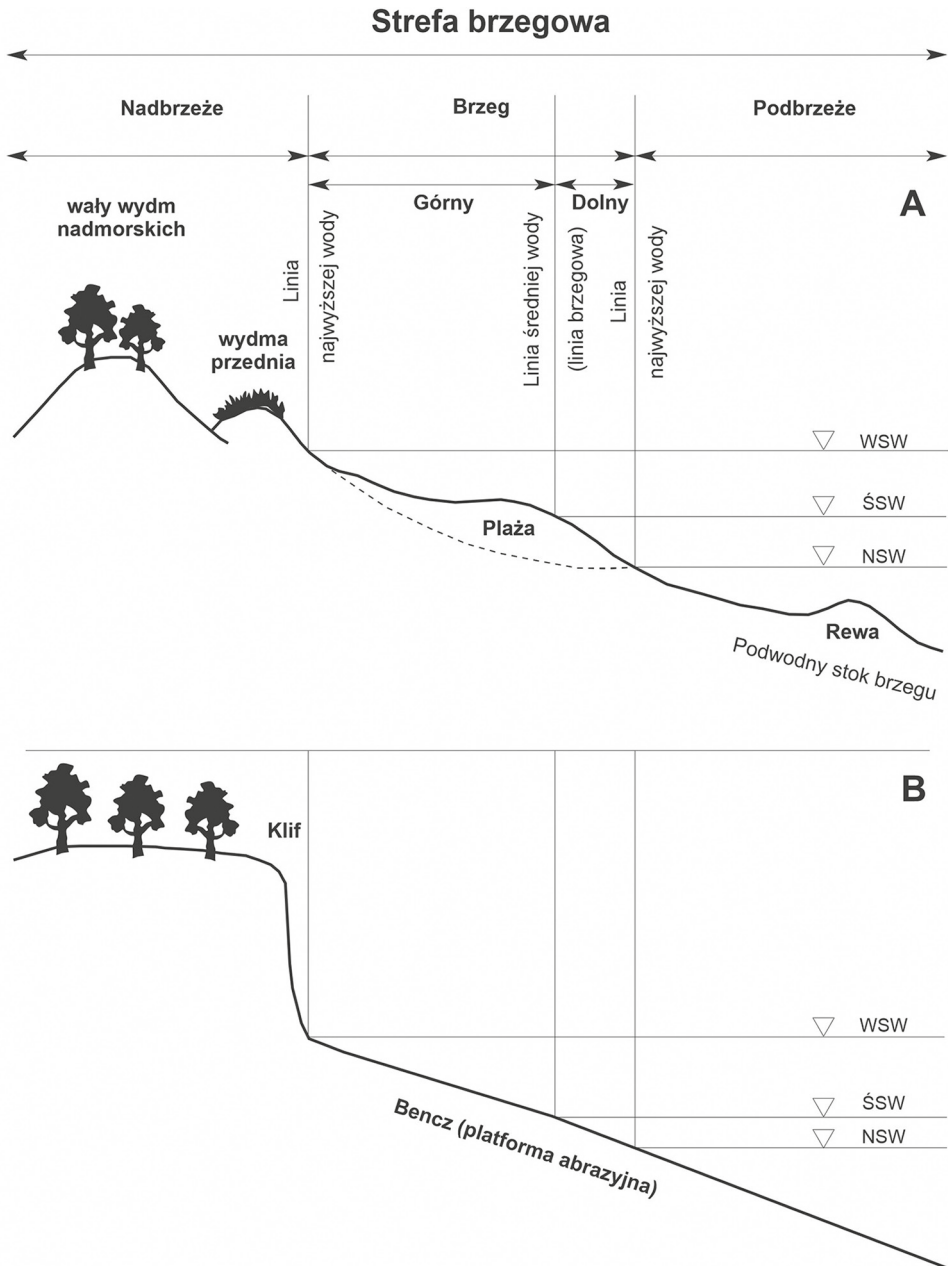 Strefa brzegowa
Nadbrzeże
Brzeg
Podbrzeże
Górny
Dolny
A
wały wydm
nadmorskich
wydma
przednia
Linia
najwyższej wody
Linia średniej wody
(linia brzegowa)
Linia
najwyższej wody
WSW
ŚSW
NSW
Plaża
Rewa
Podwodny stok brzegu
B
Klif
WSW
ŚSW
NSW
Bencz (platforma abrazyjna)